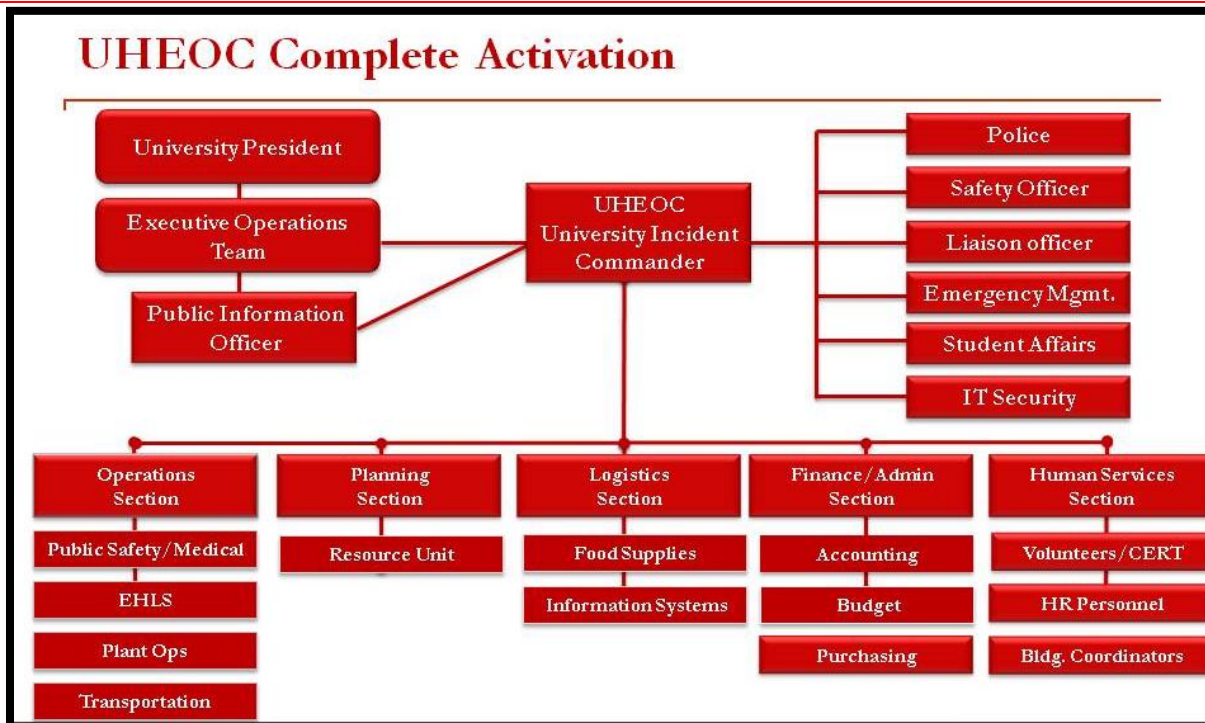 UHEOC Complete Activation
University President
Executive Operations
Team
Public Information
Officer
UHEOC
University Incident
Commander
Police
Safety Officer
Liaison officer
Emergency Mgmt.
Student Affairs
IT Security
Operations
Section
Public Safety/Medical
EHLS
Plant Ops
Transportation
Planning
Section
Resource Unit
Logistics
Section
Food Supplies
Information Systems
Finance/Admin
Section
Accounting
Budget
Purchasing
Human Services
Section
Volunteers/CERT
HR Personnel
Bldg. Coordinators